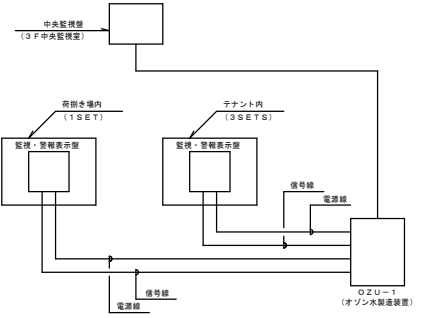 中央監視盤
（３Ｆ中央監視室）
荷捌き場内
（１ＳＥＴ）
テナント内
（３ＳＥＴＳ）
監視・警報表示盤
監視・警報表示盤
信号線
電源線
信号線
電源線
ＯＺＵ－１
（オゾン水製造装置）